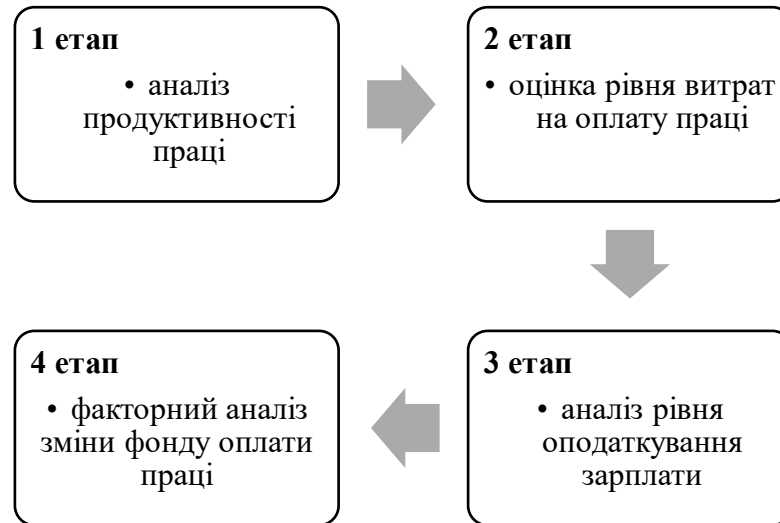 1 етап
• аналіз
продуктивності
праці
2 етап
• оцінка рівня витрат
на оплату праці
3 етап
• аналіз рівня
оподаткування
зарплати
4 етап
• факторний аналіз
зміни фонду оплати
праці